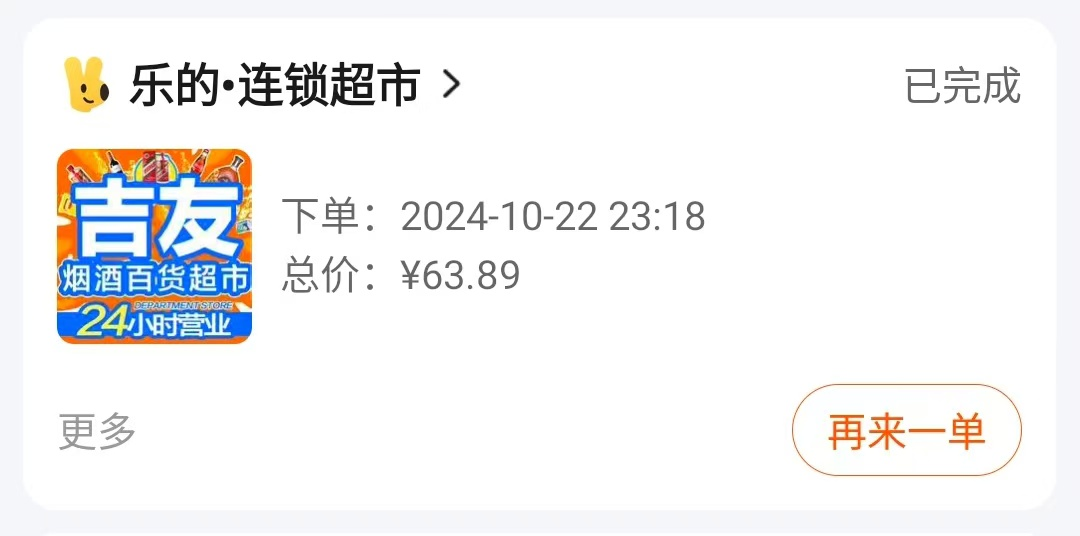 乐的•连锁超市 >
已完成
吉友
烟酒百货超市
DEPARTMENT STORE
24小时营业
下单：2024-10-22 23:18
总价：¥63.89
更多
再来一单